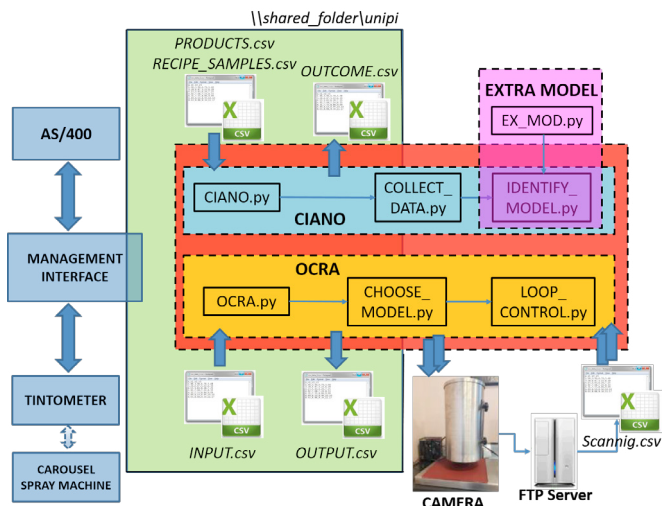 \\shared_folder\unipi
PRODUCTS.csv
RECIPE_SAMPLES.csv
OUTCOME.csv
X
CSV
X
CSV
EXTRA MODEL
EX_MOD.py
AS/400
CIANO.py
COLLECT_
DATA.py
IDENTIFY_
MODEL.py
CIANO
MANAGEMENT
INTERFACE
OCRA
OCRA.py
CHOOSE_
MODEL.py
LOOP_
CONTROL.py
TINTOMETER
X
CSV
X
CSV
X
CSV
INPUT.csv
OUTPUT.csv
Scannig.csv
CAROUSEL
SPRAY MACHINE
CAMERA
FTP Server